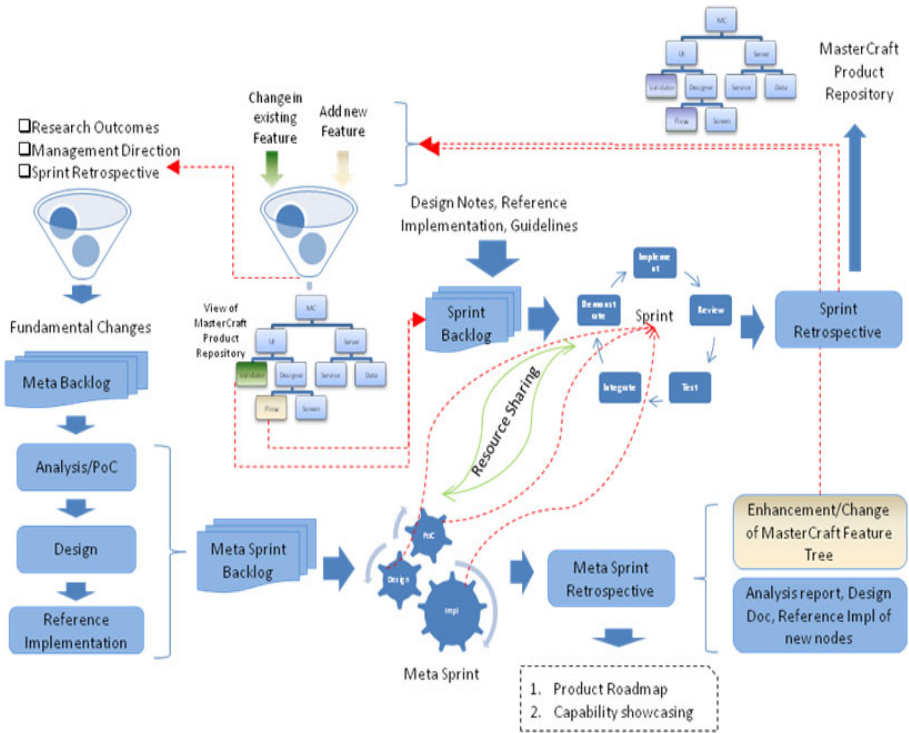 MC
UI
Server
Validator
Designer
Service
Data
Flow
Screen
MasterCraft
Product
Repository
Change in
existing
Feature
Add new
Feature
❑Research Outcomes
❑Management Direction
❑Sprint Retrospective
Design Notes, Reference
Implementation, Guidelines
Fundamental Changes
View of
MasterCraft
Product
Repository
MC
UI
Server
Validator
Designer
Service
Data
Flow
Screen
Sprint
Backlog
Impleme
nt
Demonst
rate
Sprint
Review
Integrate
Test
Sprint
Retrospective
Meta Backlog
Resource Sharing
Analysis/PoC
Design
Reference
Implementation
Meta Sprint
Backlog
PoC
Design
Impl
Meta Sprint
Meta Sprint
Retrospective
Enhancement/Change
of MasterCraft Feature
Tree
Analysis report, Design
Doc, Reference Impl of
new nodes
1. Product Roadmap
2. Capability showcasing